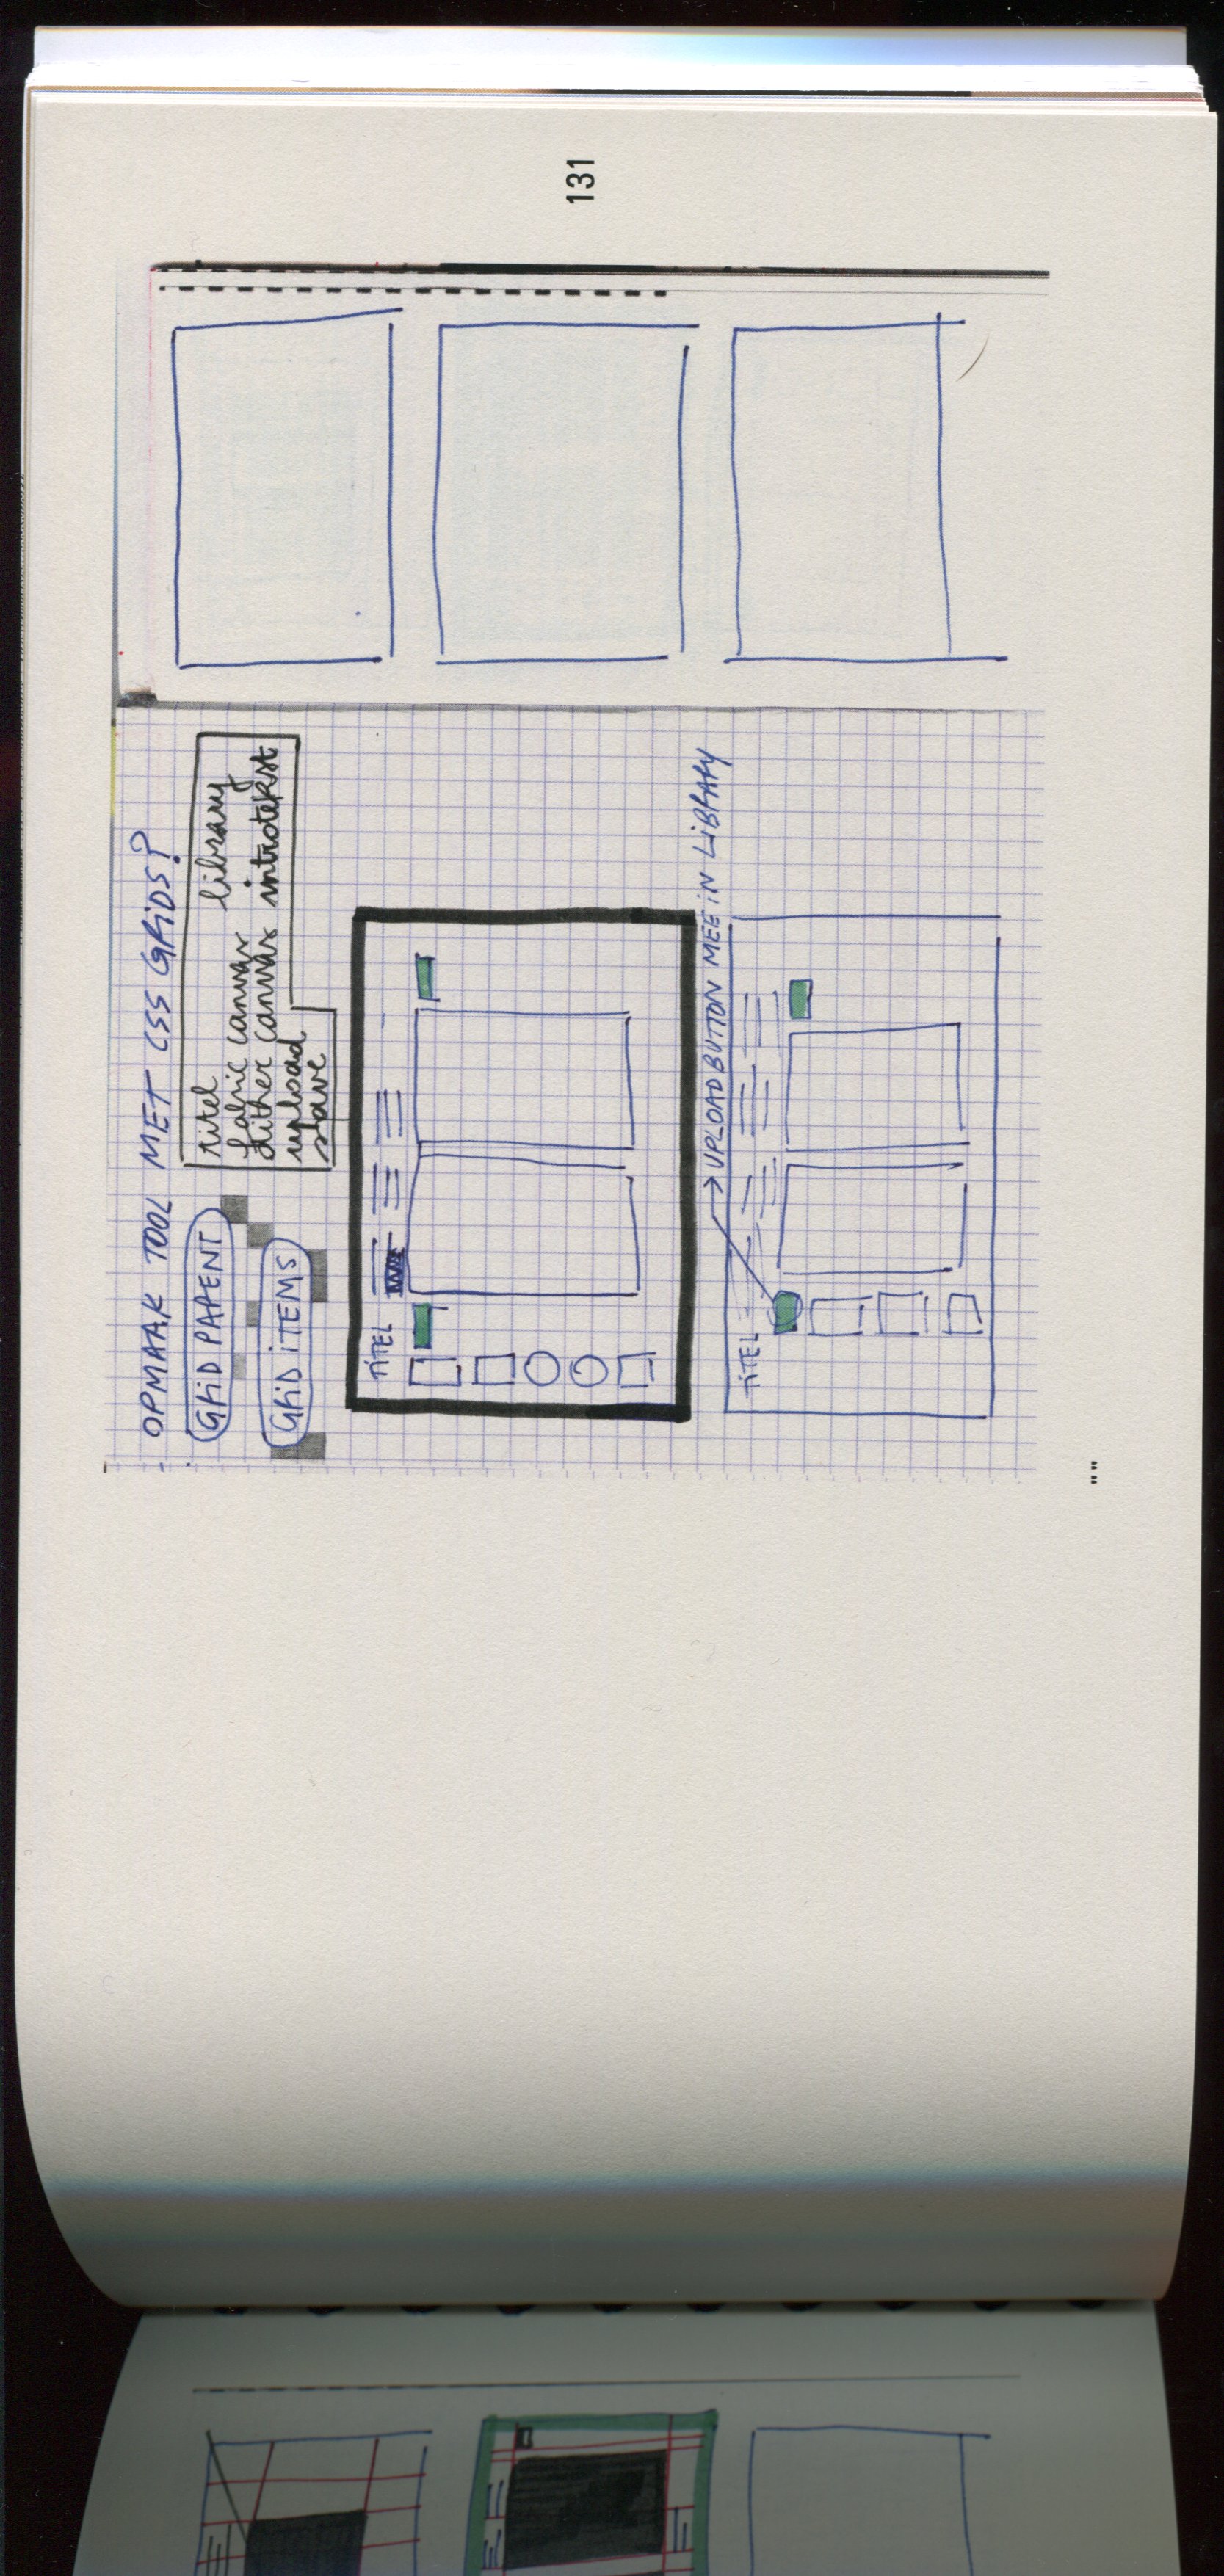 OPMAAK TOOL MET CSS GRIDS?
GRID PARENT
GRID ITEMS
titel
fabric canvas
dither canvas
upload
save
library
introtekst
TITEL
UPLOAD BUTTON MEE IN LIBRARY
TITEL
131
""